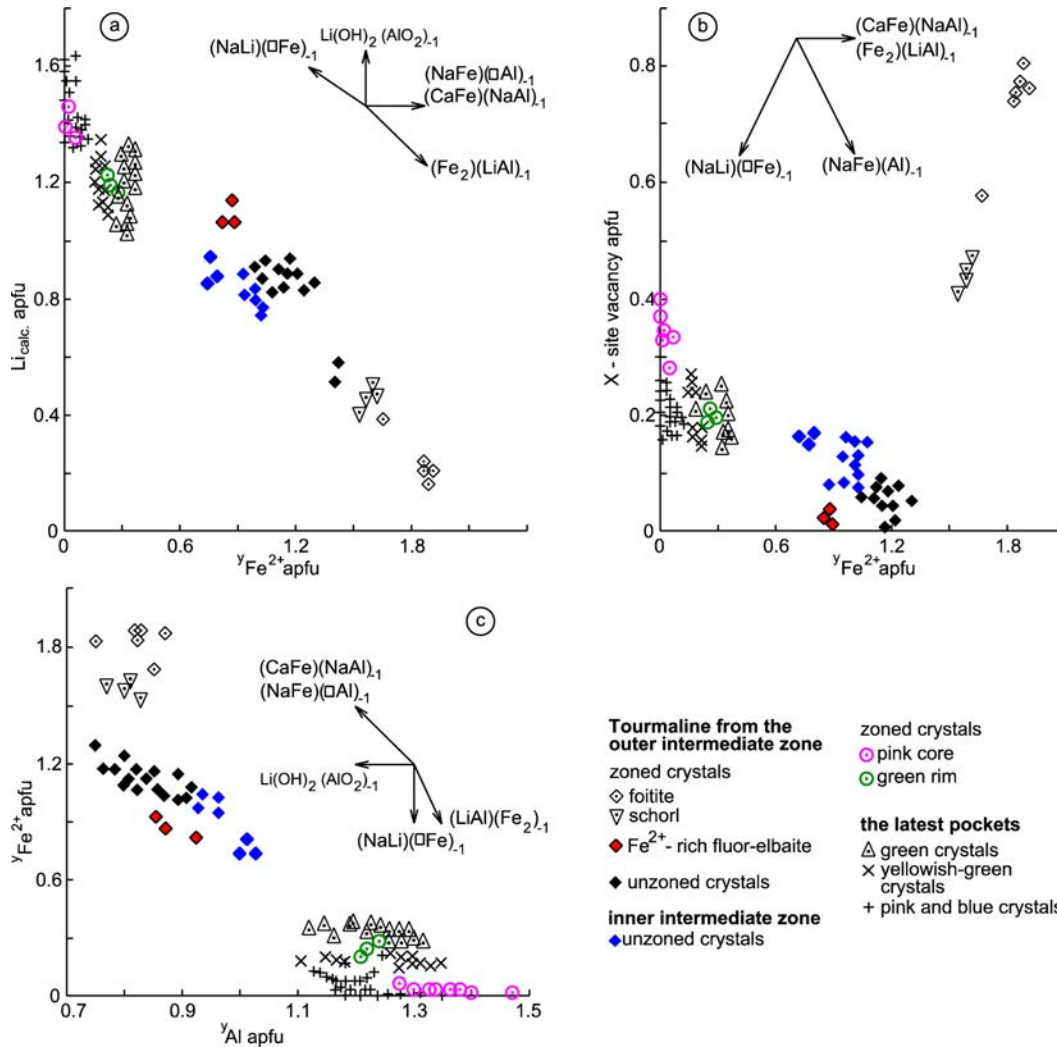 a
1.6
1.2
0.8
0.4
0
Li calc. apfu
0
0.6
1.2
1.8
ʸFe²⁺apfu
(NaLi)(□Fe)₋₁
Li(OH)₂ (AlO₂)₋₁
(NaFe)(□Al)₋₁
(CaFe)(NaAl)₋₁
(Fe₂)(LiAl)₋₁
b
0.8
0.6
0.4
0.2
0
X - site vacancy apfu
0
0.6
1.2
1.8
ʸFe²⁺apfu
(CaFe)(NaAl)₋₁
(Fe₂)(LiAl)₋₁
(NaLi)(□Fe)₋₁
(NaFe)(Al)₋₁
c
1.8
1.2
0.6
0
ʸFe²⁺apfu
0.7
0.9
1.1
1.3
1.5
ʸAl apfu
(CaFe)(NaAl)₋₁
(NaFe)(□Al)₋₁
Li(OH)₂ (AlO₂)₋₁
(LiAl)(Fe₂)₋₁
(NaLi)(□Fe)₋₁
Tourmaline from the
outer intermediate zone
zoned crystals
foitite
schorl
Fe²⁺- rich fluor-elbaite
unzoned crystals
inner intermediate zone
unzoned crystals
zoned crystals
pink core
green rim
the latest pockets
green crystals
yellowish-green
crystals
pink and blue crystals